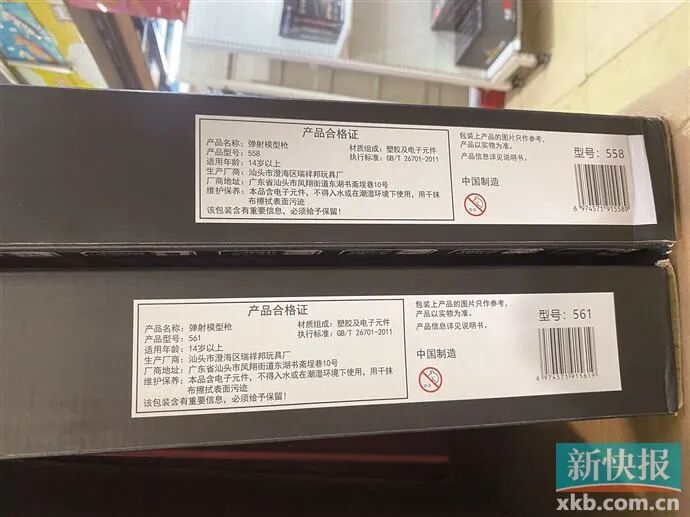 产品合格证
产品名称: 弹射模型枪
产品型号: 558
适用年龄: 14岁以上
材质组成: 塑胶及电子元件
执行标准: GB/T 26701-2011
生产厂商: 汕头市澄海区瑞祥邦玩具厂
厂商地址: 广东省汕头市凤翔街道东湖书斋埕巷10号
维护保养: 本品含电子元件, 不得入水或在潮湿环境下使用, 用干抹
布擦拭表面污迹
该包装含有重要信息, 必须给予保留!
包装上产品的图片只作参考,
产品以实物为准。
产品信息详见说明书。
中国制造
0-3
型号: 558
6 974571 915589
产品合格证
产品名称: 弹射模型枪
产品型号: 561
适用年龄: 14岁以上
材质组成: 塑胶及电子元件
执行标准: GB/T 26701-2011
生产厂商: 汕头市澄海区瑞祥邦玩具厂
厂商地址: 广东省汕头市凤翔街道东湖书斋埕巷10号
维护保养: 本品含电子元件, 不得入水或在潮湿环境下使用, 用干抹
布擦拭表面污迹
该包装含有重要信息, 必须给予保留!
包装上产品的图片只作参考,
产品以实物为准。
产品信息详见说明书。
中国制造
0-3
型号: 561
6 974571 915619
新快报
xkb.com.cn